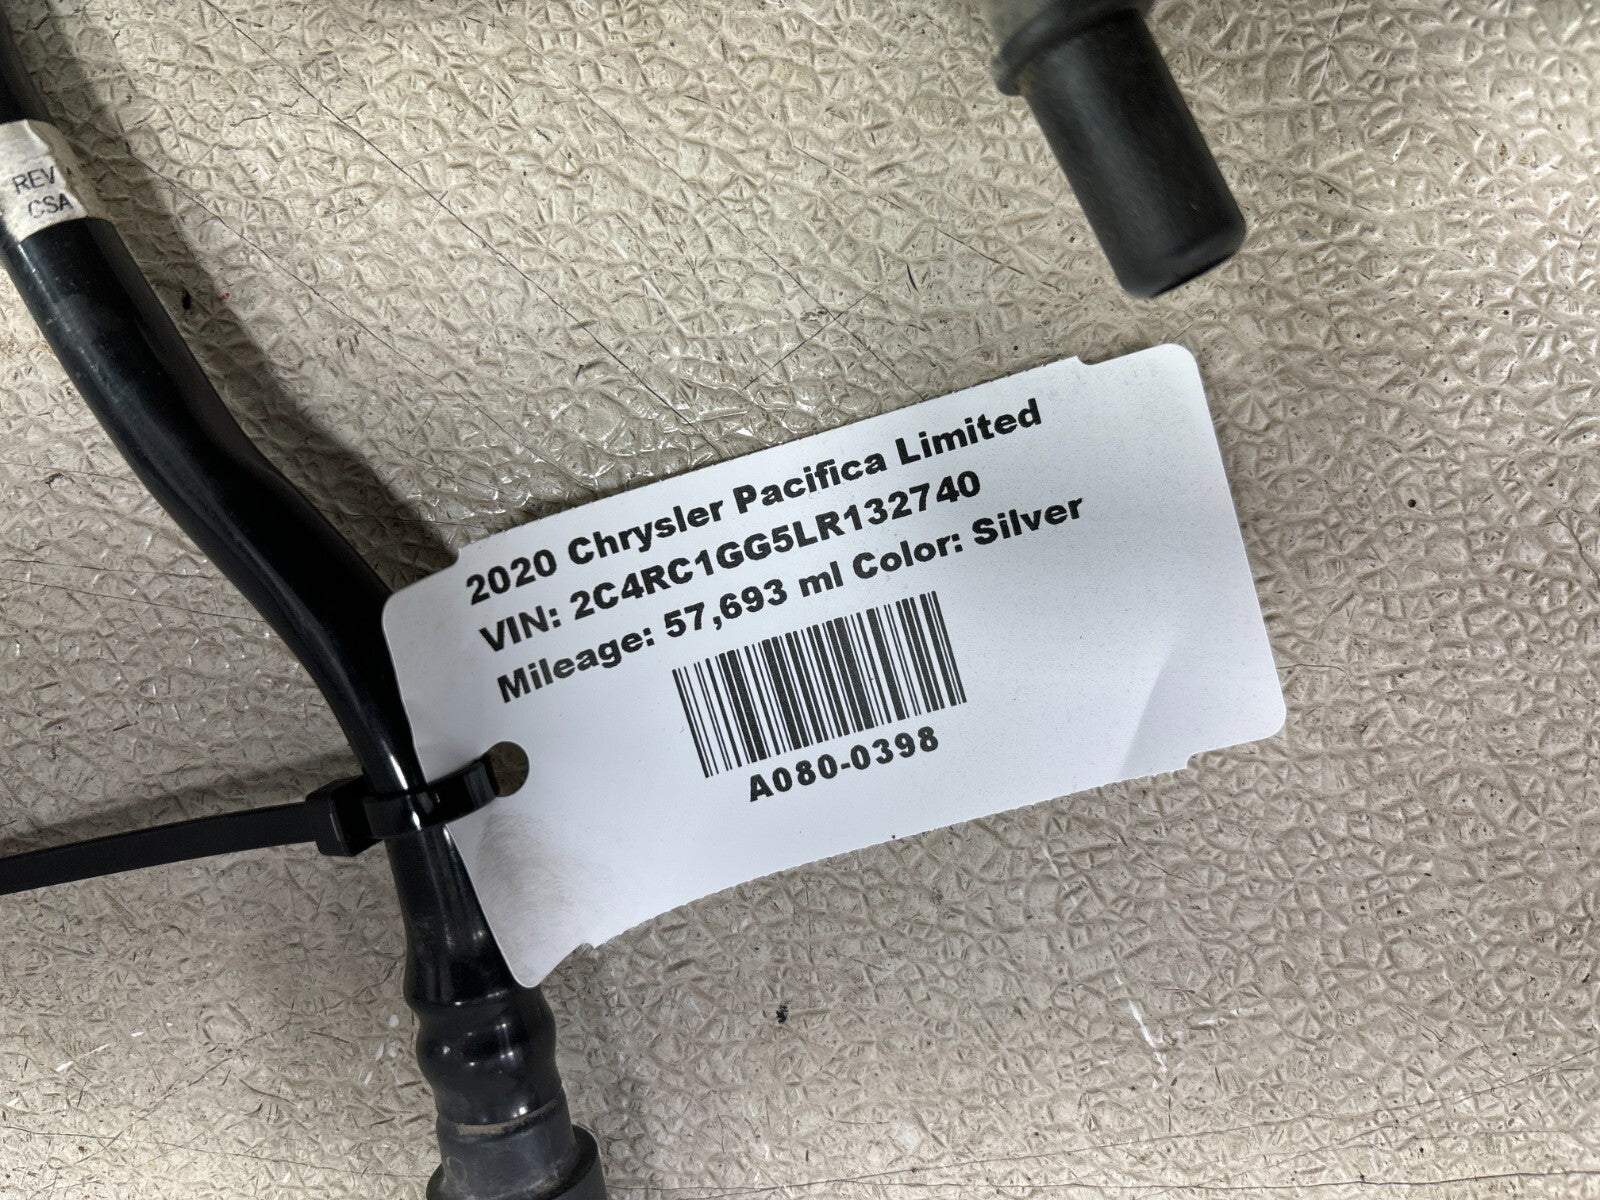 REV
CSA
2020 Chrysler Pacifica Limited
VIN: 2C4RC1GG5LR132740
Mileage: 57,693 ml Color: Silver
A080-0398